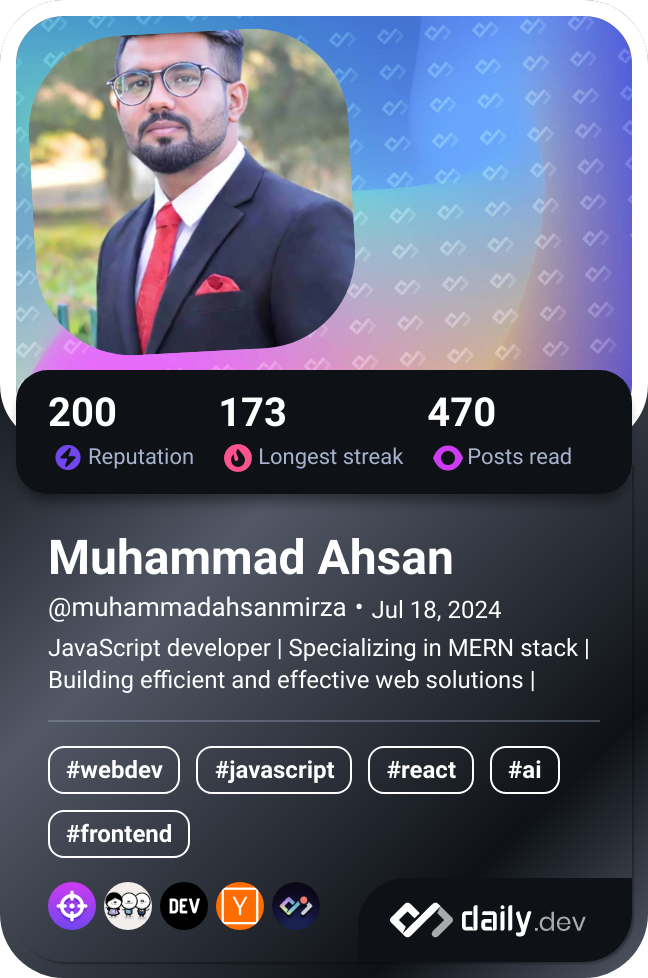 200 173 470
Reputation Longest streak Posts read
Muhammad Ahsan
@muhammadahsanmirza • Jul 18, 2024
JavaScript developer | Specializing in MERN stack |
Building efficient and effective web solutions |
#webdev #javascript #react #ai
#frontend
DEV Y daily.dev